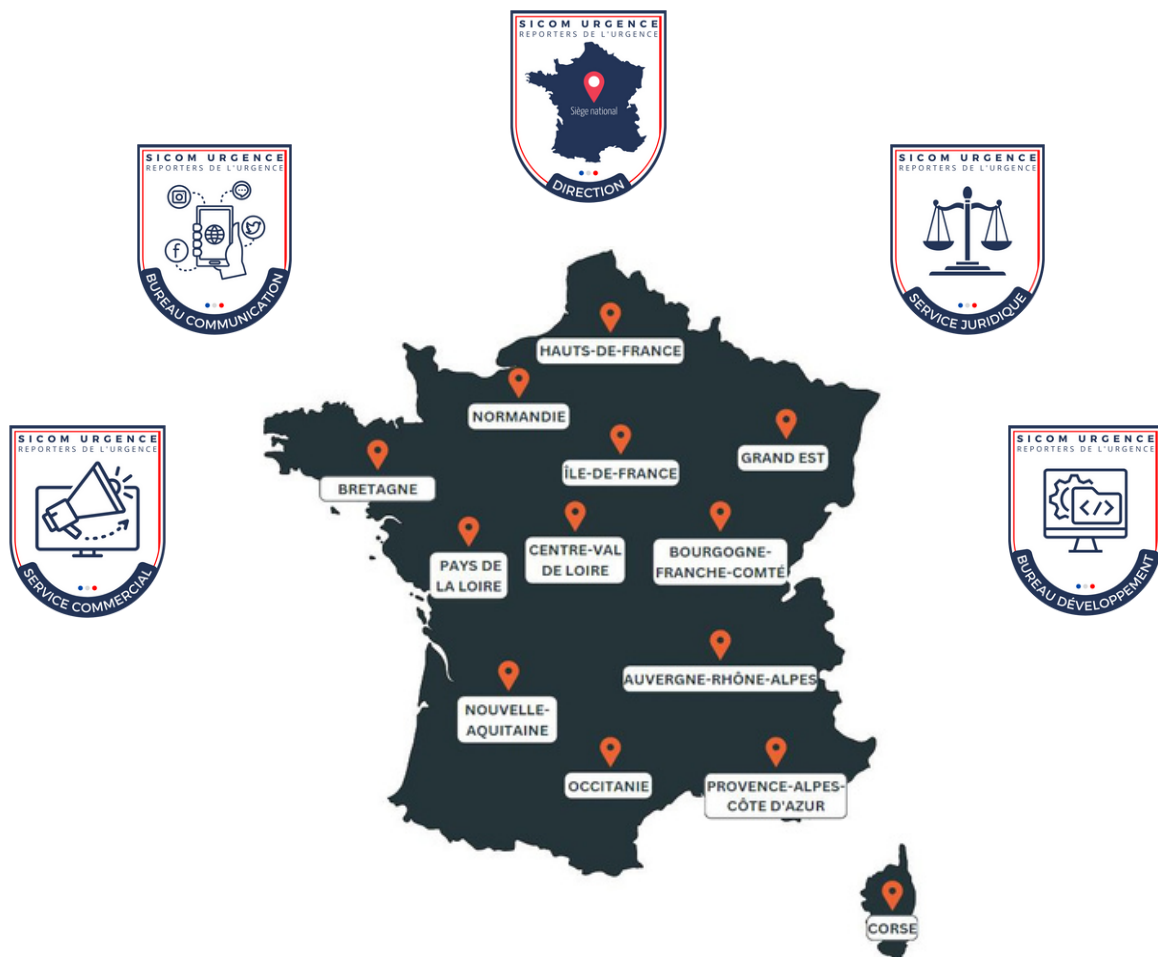 SICOM URGENCE
REPORTERS DE L'URGENCE
Siège national
DIRECTION
SICOM URGENCE
REPORTERS DE L'URGENCE
f
BUREAU COMMUNICATION
SICOM URGENCE
REPORTERS DE L'URGENCE
SERVICE JURIDIQUE
SICOM URGENCE
REPORTERS DE L'URGENCE
SERVICE COMMERCIAL
SICOM URGENCE
REPORTERS DE L'URGENCE
</>
BUREAU DÉVELOPPEMENT
HAUTS-DE-FRANCE
NORMANDIE
GRAND EST
ÎLE-DE-FRANCE
BRETAGNE
PAYS DE
LA LOIRE
CENTRE-VAL
DE LOIRE
BOURGOGNE-
FRANCHE-COMTÉ
AUVERGNE-RHÔNE-ALPES
NOUVELLE-
AQUITAINE
OCCITANIE
PROVENCE-ALPES-
CÔTE D'AZUR
CORSE